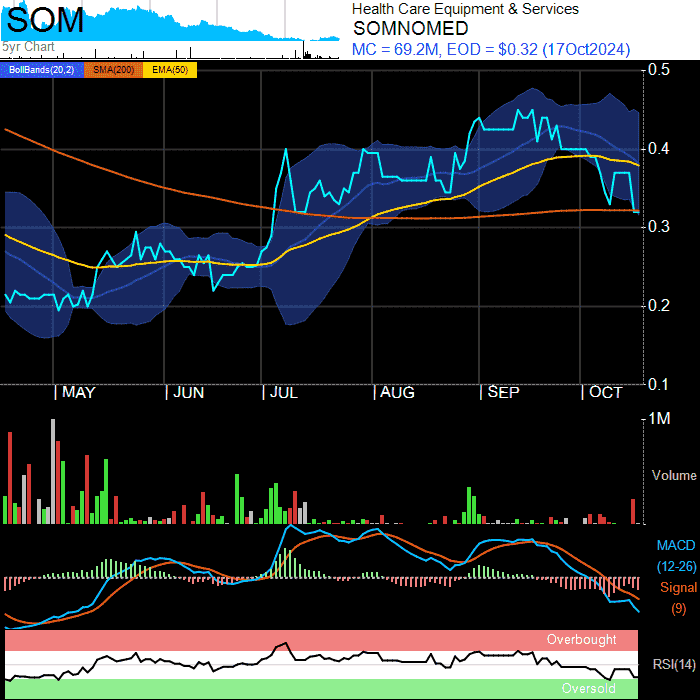 SOM
5yr Chart
Health Care Equipment & Services
SOMNOMED
MC = 69.2M, EOD = $0.32 (17Oct2024)
BollBands(20,2) SMA(200) EMA(50)
0.5
0.4
0.3
0.2
0.1
MAY JUN JUL AUG SEP OCT
1M
Volume
MACD
(12-26)
Signal
(9)
Overbought
RSI(14)
Oversold